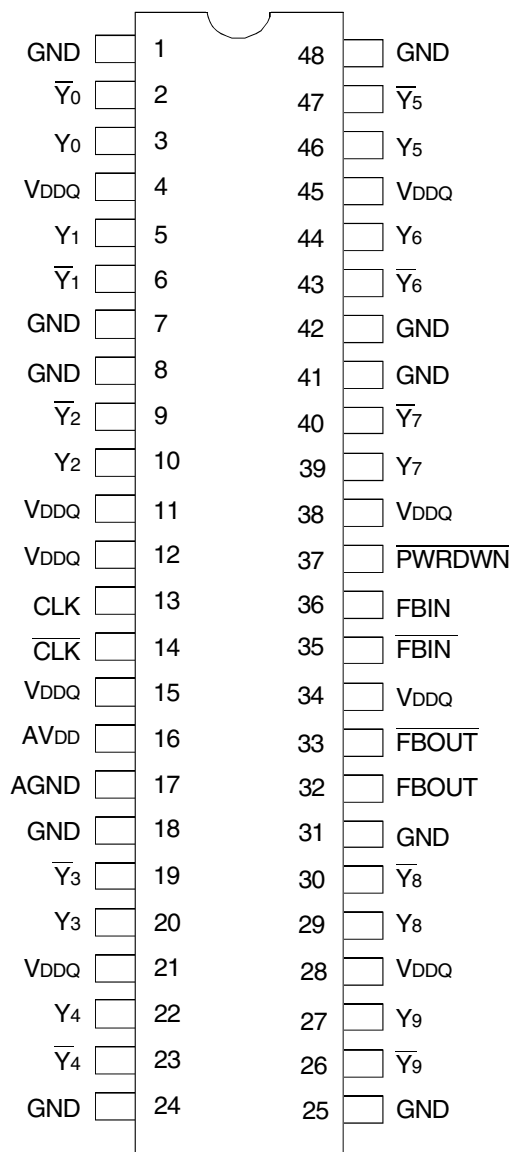 GND 1 48 GND
Y̅0 2 47 Y̅5
Y0 3 46 Y5
VDDQ 4 45 VDDQ
Y1 5 44 Y6
Y̅1 6 43 Y̅6
GND 7 42 GND
GND 8 41 GND
Y̅2 9 40 Y̅7
Y2 10 39 Y7
VDDQ 11 38 VDDQ
VDDQ 12 37 P̅W̅R̅D̅W̅N̅
CLK 13 36 FBIN
C̅L̅K̅ 14 35 F̅B̅I̅N̅
VDDQ 15 34 VDDQ
AVDD 16 33 F̅B̅O̅U̅T̅
AGND 17 32 FBOUT
GND 18 31 GND
Y̅3 19 30 Y̅8
Y3 20 29 Y8
VDDQ 21 28 VDDQ
Y4 22 27 Y9
Y̅4 23 26 Y̅9
GND 24 25 GND